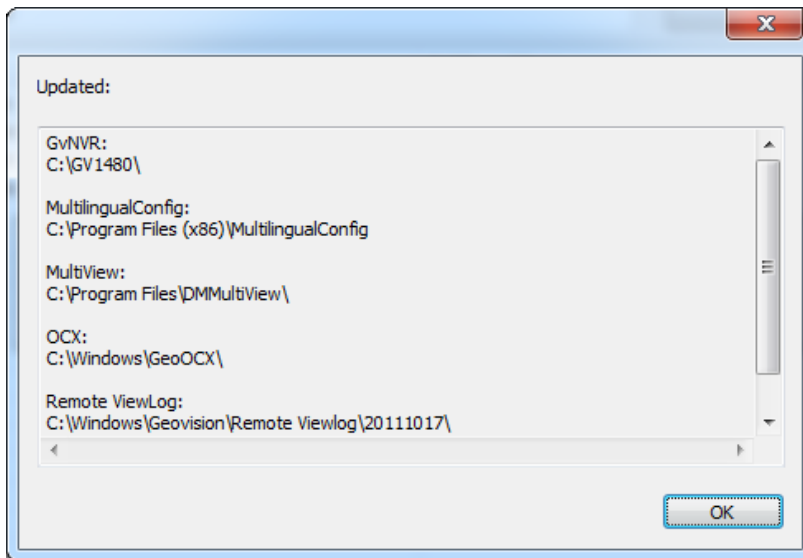 Updated:
GvNVR:
C:\GV1480\
MultilingualConfig:
C:\Program Files (x86)\MultilingualConfig
MultiView:
C:\Program Files\DMMultiView\
OCX:
C:\Windows\GeoOCX\
Remote ViewLog:
C:\Windows\Geovision\Remote Viewlog\20111017\
OK